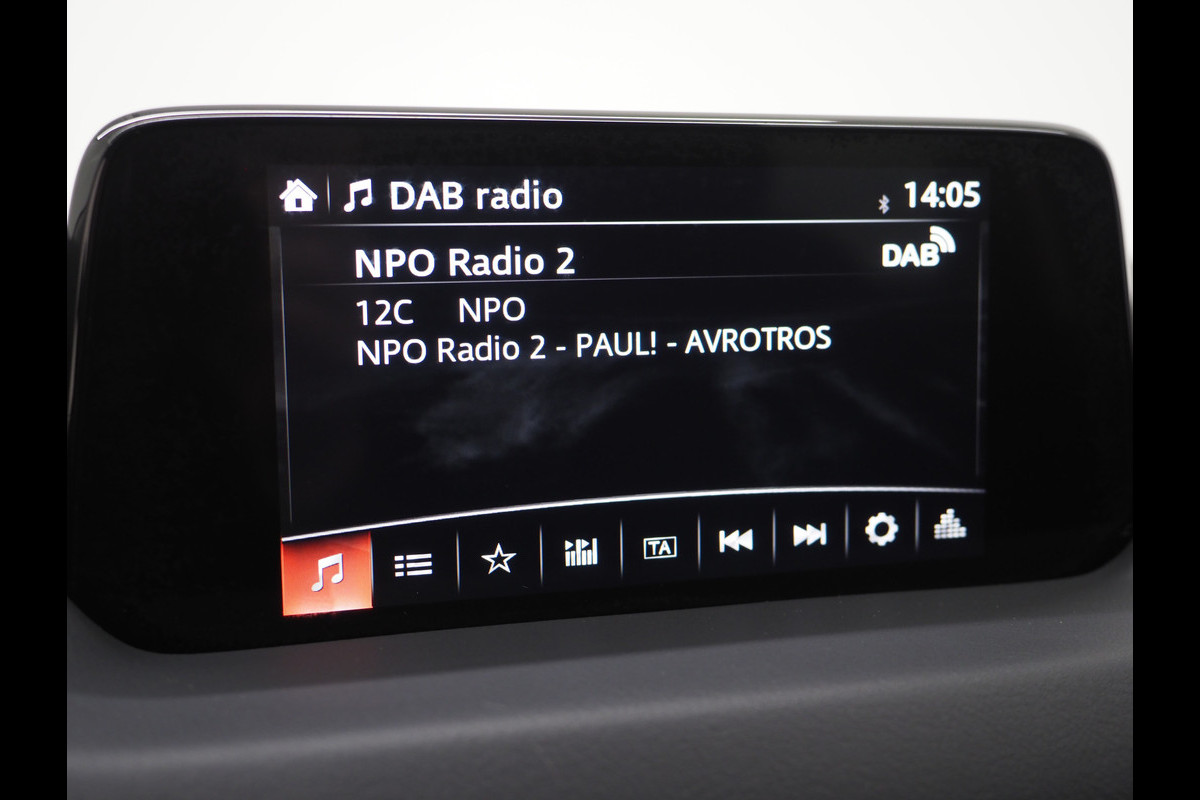 DAB radio 14:05
NPO Radio 2 DAB
12C NPO
NPO Radio 2 - PAUL! - AVROTROS
TA